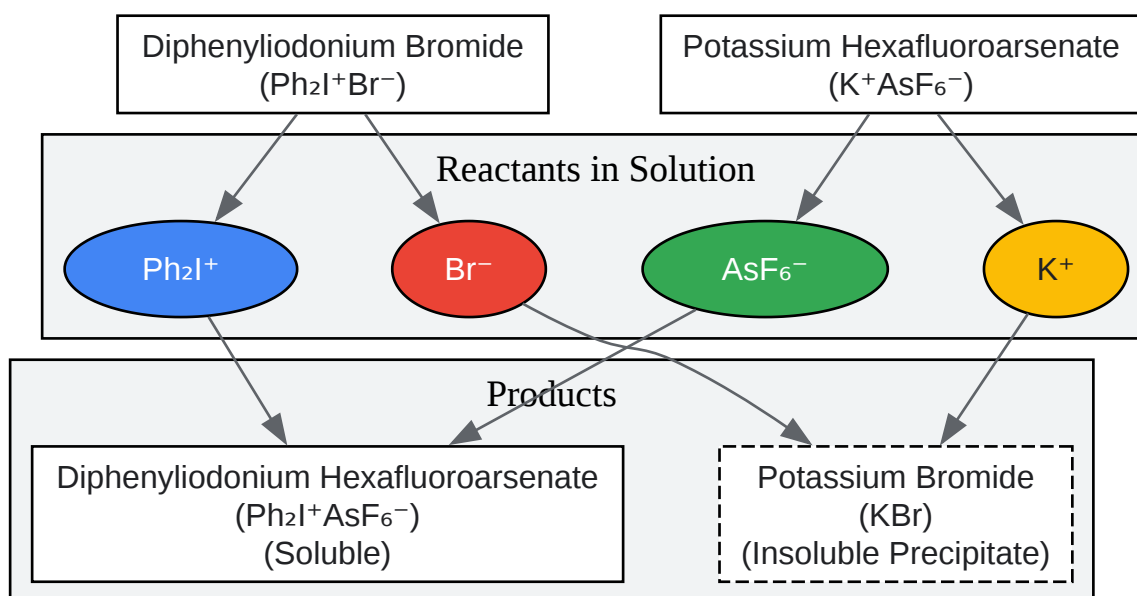 Diphenyliodonium Bromide
(Ph₂I⁺Br⁻)
Potassium Hexafluoroarsenate
(K⁺AsF₆⁻)
Reactants in Solution
Ph₂I⁺
Br⁻
AsF₆⁻
K⁺
Products
Diphenyliodonium Hexafluoroarsenate
(Ph₂I⁺AsF₆⁻)
(Soluble)
Potassium Bromide
(KBr)
(Insoluble Precipitate)